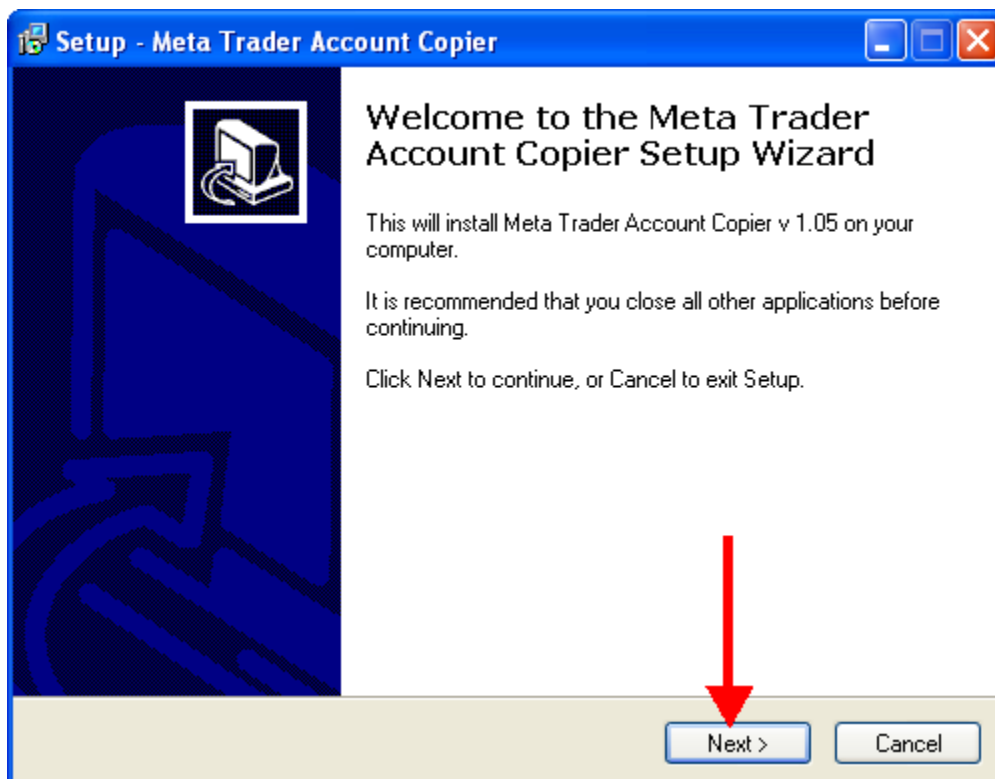 Setup - Meta Trader Account Copier
Welcome to the Meta Trader
Account Copier Setup Wizard
This will install Meta Trader Account Copier v 1.05 on your
computer.
It is recommended that you close all other applications before
continuing.
Click Next to continue, or Cancel to exit Setup.
Next >
Cancel